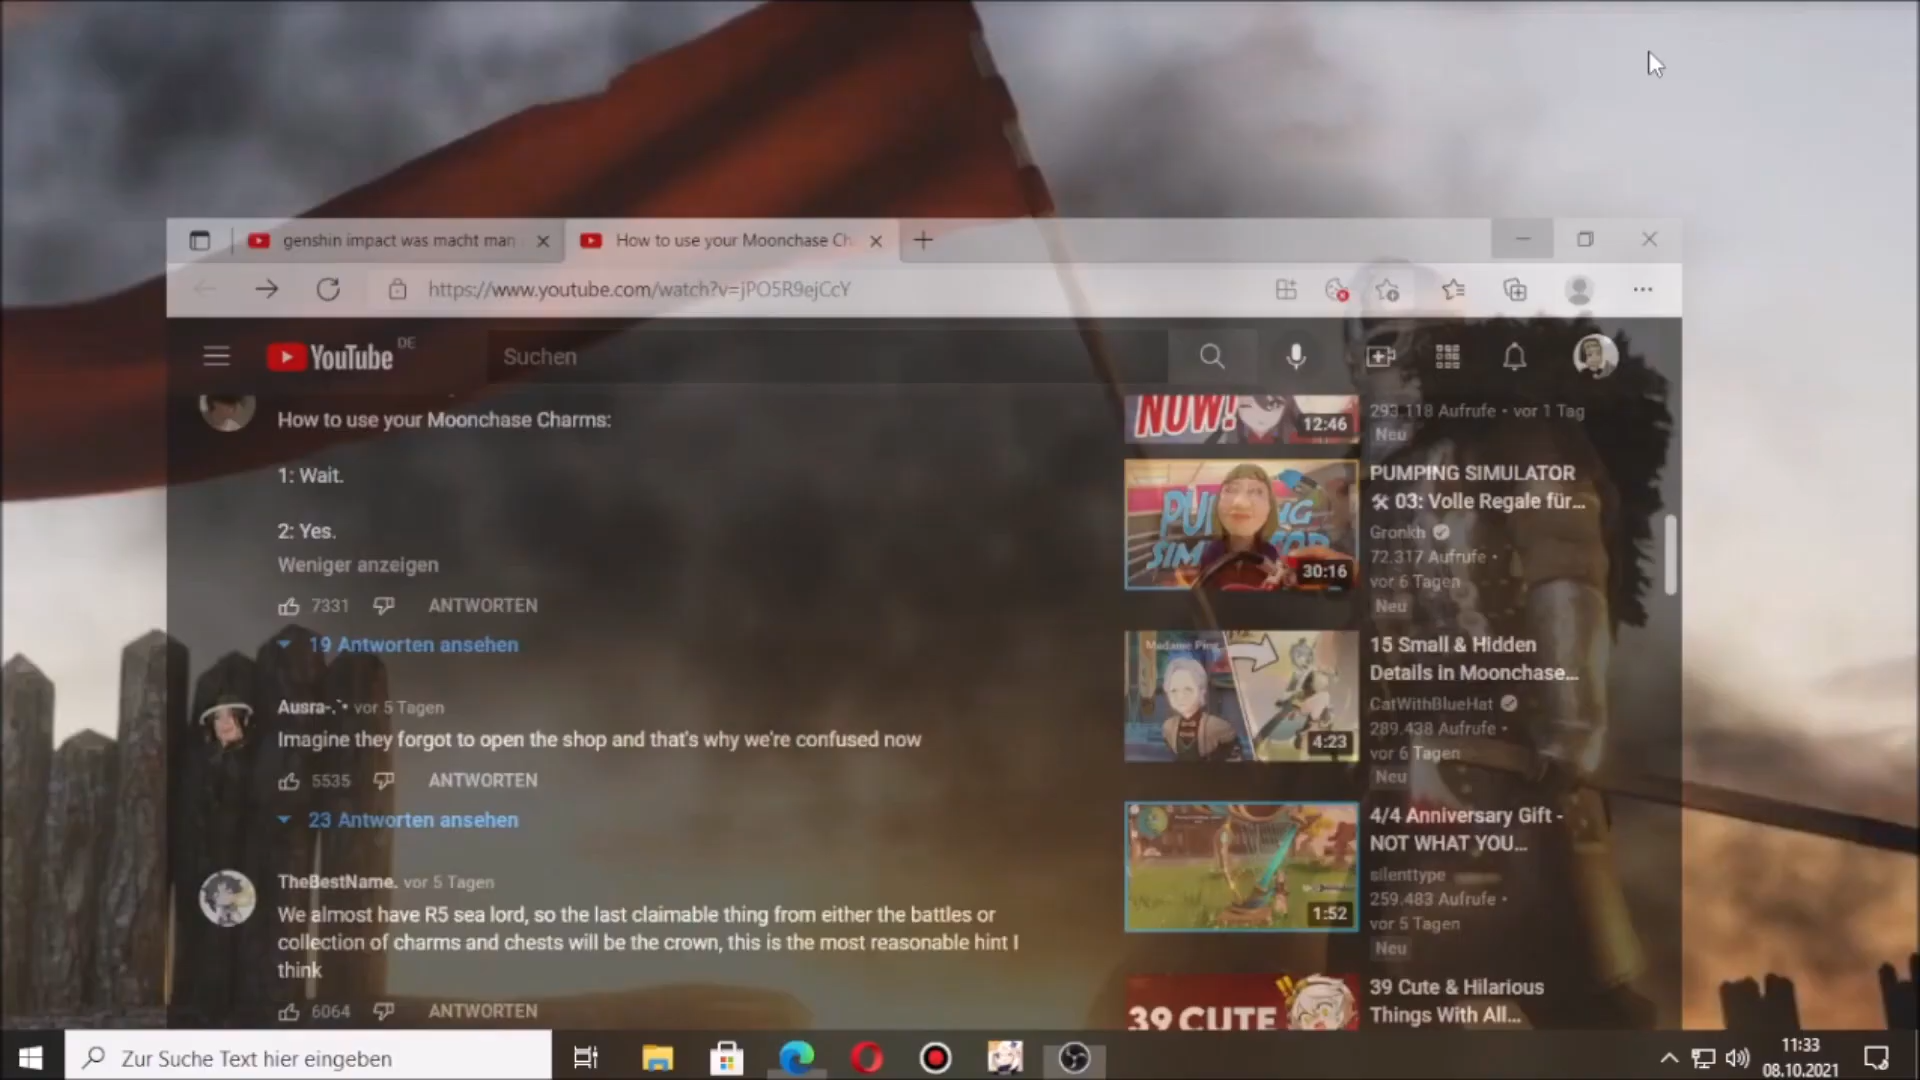 genshin impact was macht man
How to use your Moonchase Ch
https://www.youtube.com/watch?v=jPO5R9ejCcY
YouTube DE
Suchen
How to use your Moonchase Charms:
1: Wait.
2: Yes.
Weniger anzeigen
7331 ANTWORTEN
19 Antworten ansehen
Ausra-.`• vor 5 Tagen
Imagine they forgot to open the shop and that's why we're confused now
5535 ANTWORTEN
23 Antworten ansehen
TheBestName. vor 5 Tagen
We almost have R5 sea lord, so the last claimable thing from either the battles or
collection of charms and chests will be the crown, this is the most reasonable hint I
think
6064 ANTWORTEN
NOW!
12:46
293.118 Aufrufe • vor 1 Tag
Neu
30:16
PUMPING SIMULATOR
🛠 03: Volle Regale für...
Gronkh
72.317 Aufrufe •
vor 6 Tagen
Neu
Madame Ping
4:23
15 Small & Hidden
Details in Moonchase...
CatWithBlueHat
289.438 Aufrufe •
vor 6 Tagen
Neu
1:52
4/4 Anniversary Gift -
NOT WHAT YOU...
silenttype
259.483 Aufrufe •
vor 5 Tagen
Neu
39 CUTE
39 Cute & Hilarious
Things With All...
Zur Suche Text hier eingeben
11:33
08.10.2021